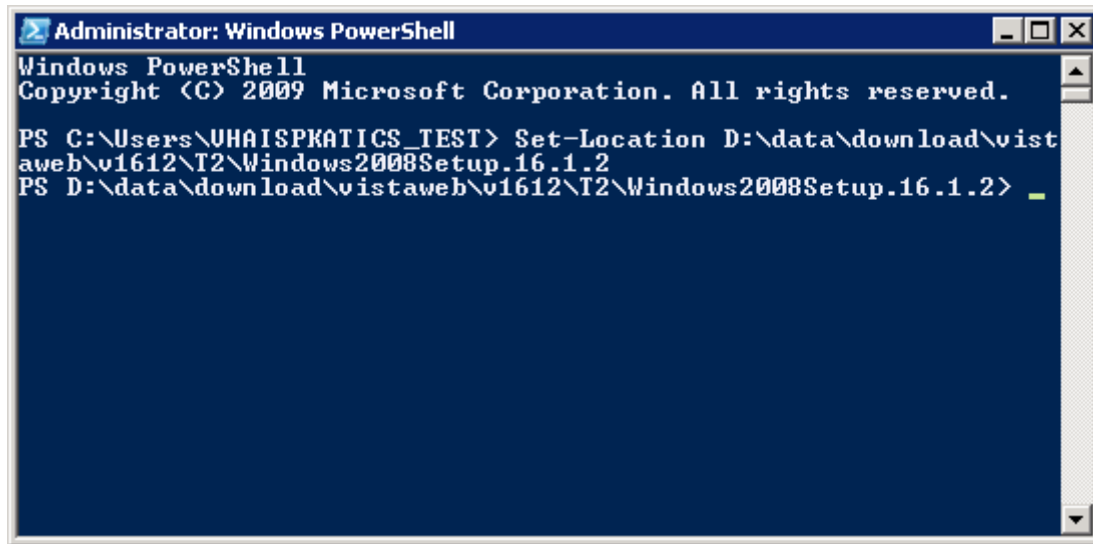 Administrator: Windows PowerShell
Windows PowerShell
Copyright (C) 2009 Microsoft Corporation. All rights reserved.
PS C:\Users\VHAISPKATICS_TEST> Set-Location D:\data\download\vist
aweb\v1612\T2\Windows2008Setup.16.1.2
PS D:\data\download\vistaweb\v1612\T2\Windows2008Setup.16.1.2> _